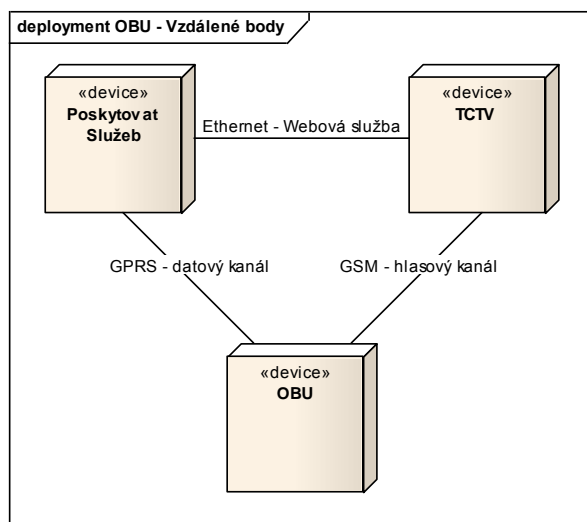 deployment OBU - Vzdálené body
«device»
Poskytovat
Služeb
«device»
TCTV
Ethernet - Webová služba
GPRS - datový kanál
GSM - hlasový kanál
«device»
OBU